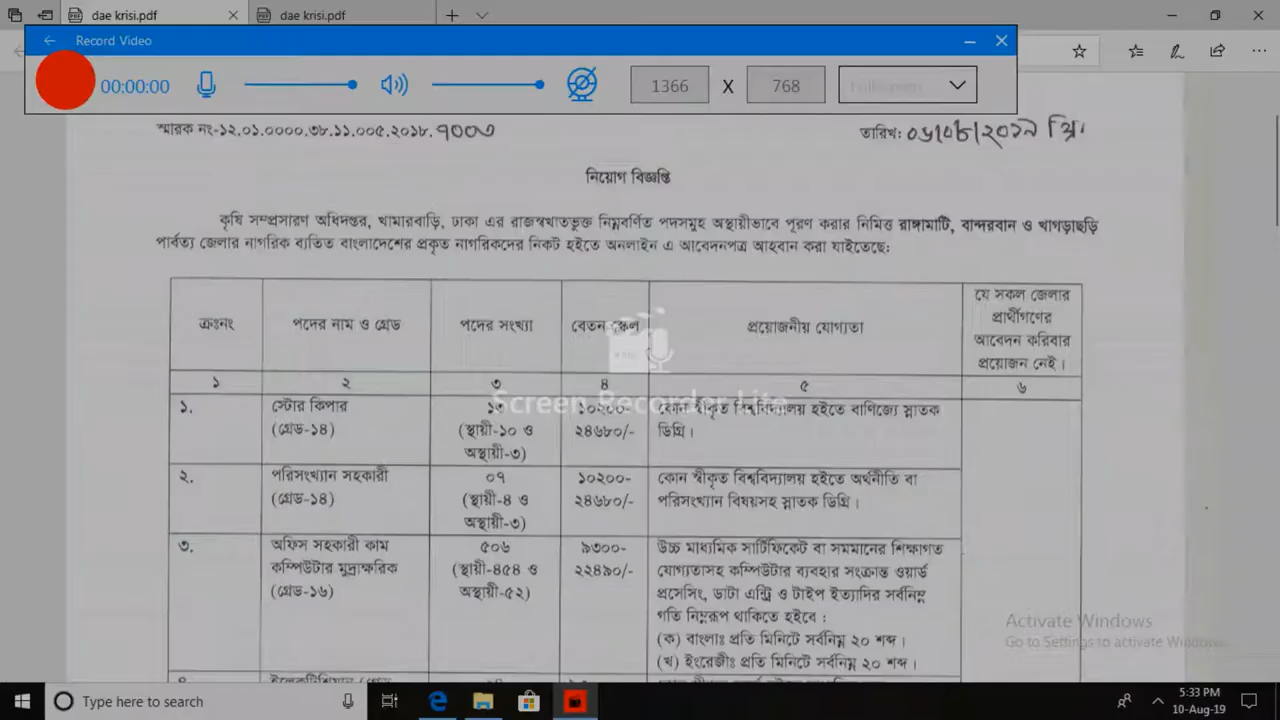 dae krisi.pdf
dae krisi.pdf
Record Video
00:00:00
1366 X 768
Fullscreen
স্মারক নং-১২.০১.০০০০.৩৮.১১.০০৫.২০১৮.৭০০৩
তারিখ: ০৬/০৮/২০১৯ খ্রি.
নিয়োগ বিজ্ঞপ্তি
কৃষি সম্প্রসারণ অধিদপ্তর, খামারবাড়ি, ঢাকা এর রাজস্বখাতভুক্ত নিম্নবর্ণিত পদসমূহ অস্থায়ীভাবে পূরণ করার নিমিত্ত রাঙ্গামাটি, বান্দরবান ও খাগড়াছড়ি
পার্বত্য জেলার নাগরিক ব্যতিত বাংলাদেশের প্রকৃত নাগরিকদের নিকট হইতে অনলাইন এ আবেদনপত্র আহবান করা যাইতেছে:
ক্রঃনং
পদের নাম ও গ্রেড
পদের সংখ্যা
বেতন স্কেল
প্রয়োজনীয় যোগ্যতা
যে সকল জেলার
প্রার্থীগণের
আবেদন করিবার
প্রয়োজন নেই।
১ ২ ৩ ৪ ৫ ৬
১.
স্টোর কিপার
(গ্রেড-১৪)
১৩
(স্থায়ী-১০ ও
অস্থায়ী-৩)
১০২০০-
২৪৬৮০/-
কোন স্বীকৃত বিশ্ববিদ্যালয় হইতে বাণিজ্যে স্নাতক
ডিগ্রি।
২.
পরিসংখ্যান সহকারী
(গ্রেড-১৪)
০৭
(স্থায়ী-৪ ও
অস্থায়ী-৩)
১০২০০-
২৪৬৮০/-
কোন স্বীকৃত বিশ্ববিদ্যালয় হইতে অর্থনীতি বা
পরিসংখ্যান বিষয়সহ স্নাতক ডিগ্রি।
৩.
অফিস সহকারী কাম
কম্পিউটার মুদ্রাক্ষরিক
(গ্রেড-১৬)
৫০৬
(স্থায়ী-৪৫৪ ও
অস্থায়ী-৫২)
৯৩০০-
২২৪৯০/-
উচ্চ মাধ্যমিক সার্টিফিকেট বা সমমানের শিক্ষাগত
যোগ্যতাসহ কম্পিউটার ব্যবহার সংক্রান্ত ওয়ার্ড
প্রসেসিং, ডাটা এন্ট্রি ও টাইপ ইত্যাদির সর্বনিম্ন
গতি নিম্নরূপ থাকিতে হইবে :
(ক) বাংলাঃ প্রতি মিনিটে সর্বনিম্ন ২০ শব্দ।
(খ) ইংরেজীঃ প্রতি মিনিটে সর্বনিম্ন ২০ শব্দ।
Screen Recorder Lite
Activate Windows
Go to Settings to activate Windows.
Type here to search
5:33 PM
10-Aug-19